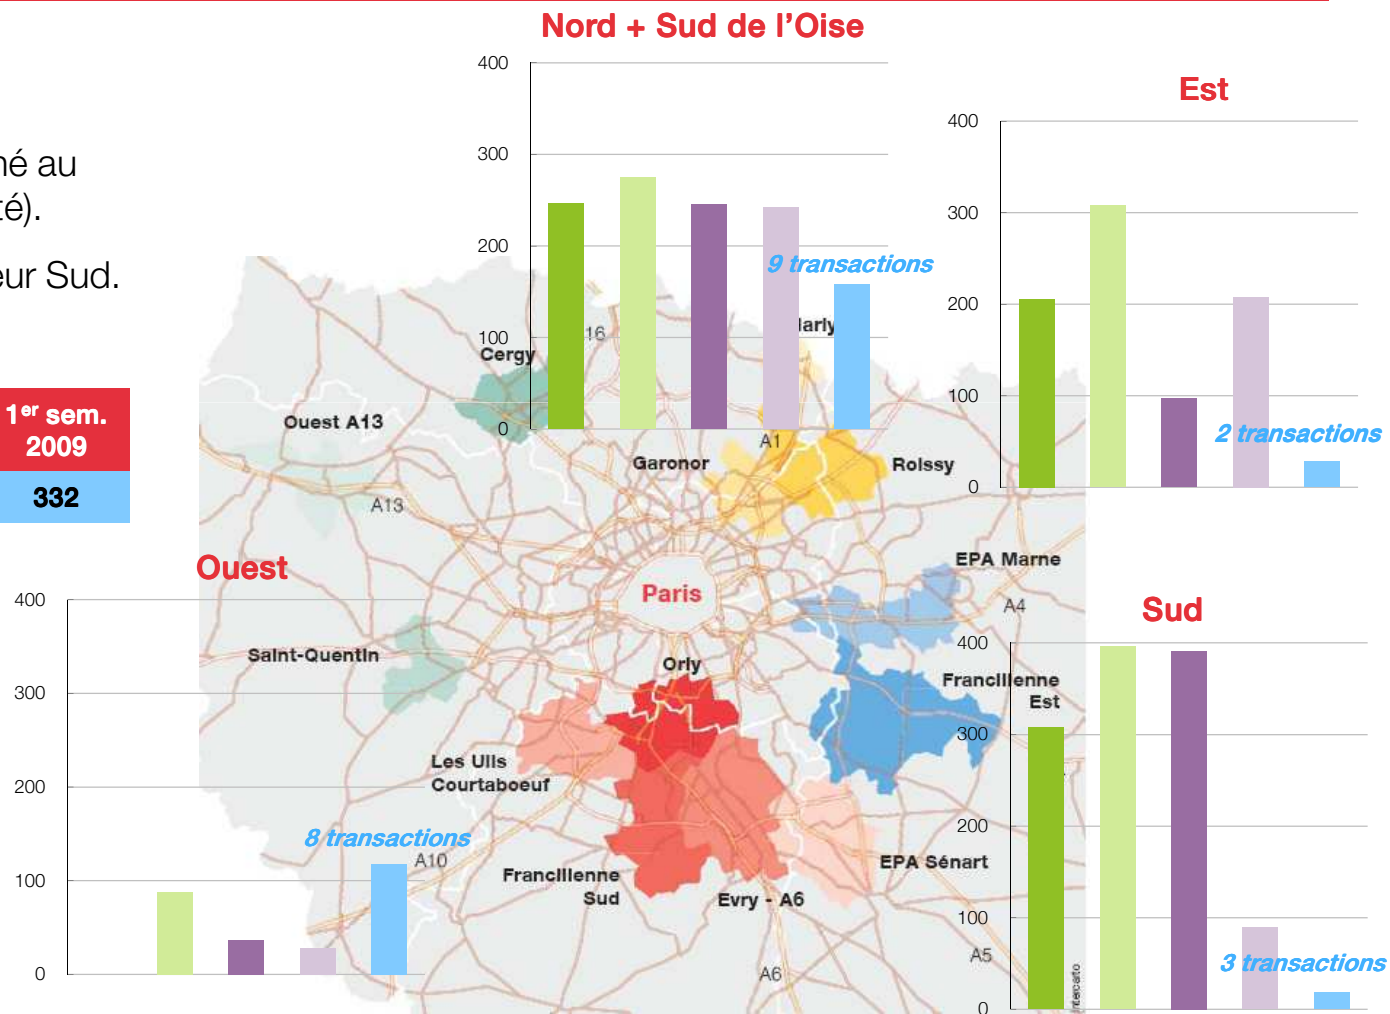 Nord + Sud de l'Oise
400
300
200
100
0
9 transactions
Est
400
300
200
100
0
2 transactions
né au
té).
eur Sud.
1er sem.
2009
332
Ouest
400
300
200
100
0
8 transactions
Sud
400
300
200
100
0
3 transactions
16
arly
Cergy
Ouest A13
A13
Garonor
A1
Roissy
EPA Marne
A4
Paris
Saint-Quentin
Orly
Francilienne
Est
Les Ulis
Courtaboeuf
A10
Francilienne
Sud
Evry - A6
EPA Sénart
A5
A6
Intercarto